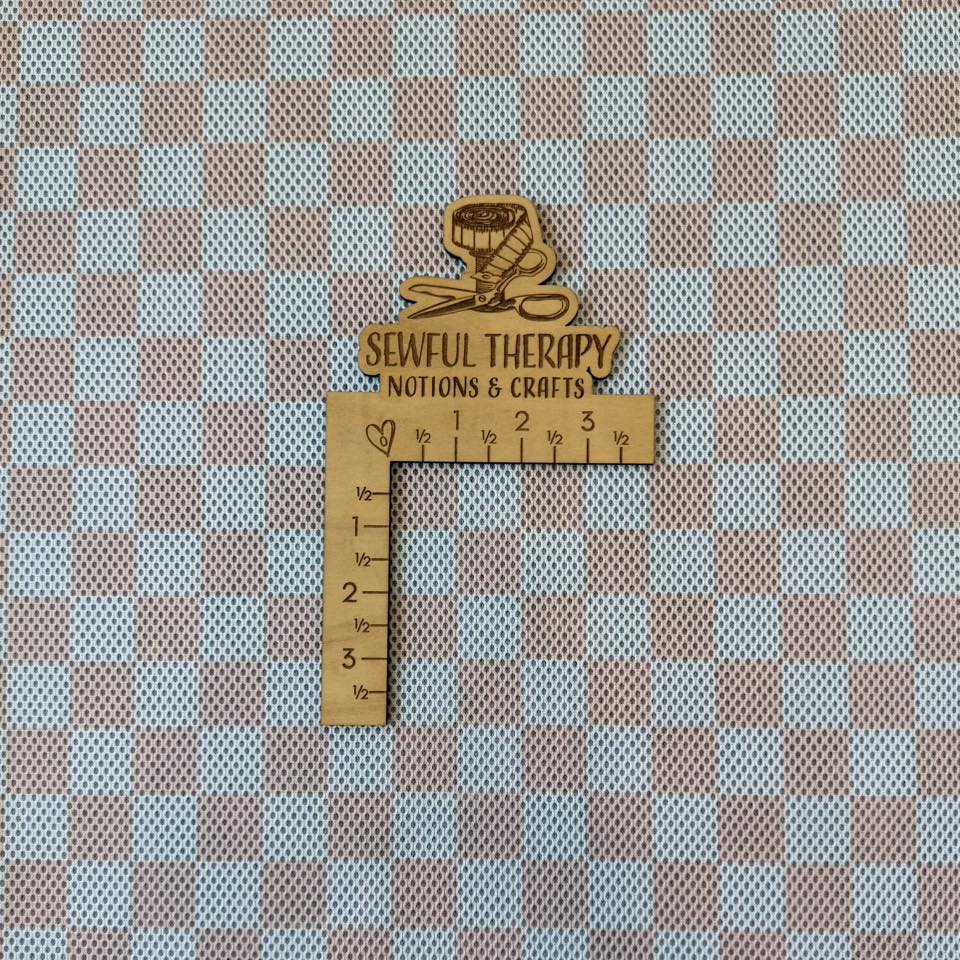 SEWFUL THERAPY
NOTIONS & CRAFTS
1 2 3
½ ½ ½ ½
½
1
½
2
½
3
½